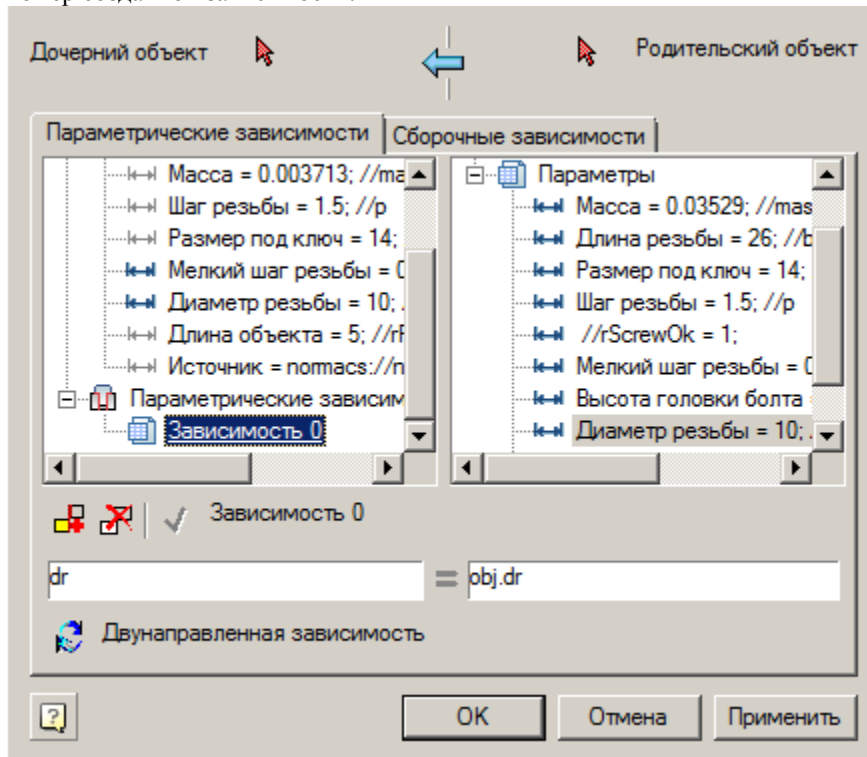 Дочерний объект
Родительский объект
Параметрические зависимости
Сборочные зависимости
Масса = 0.003713; //ma
Шаг резьбы = 1.5; //p
Размер под ключ = 14;
Мелкий шаг резьбы = 0
Диаметр резьбы = 10; .
Длина объекта = 5; //rF
Источник = normacs://n
Параметрические зависим
Зависимость 0
Параметры
Масса = 0.03529; //mas
Длина резьбы = 26; //b
Размер под ключ = 14;
Шаг резьбы = 1.5; //p
//rScrewOk = 1;
Мелкий шаг резьбы = 0
Высота головки болта
Диаметр резьбы = 10; .
Зависимость 0
dr = obj.dr
Двунаправленная зависимость
? OK Отмена Применить